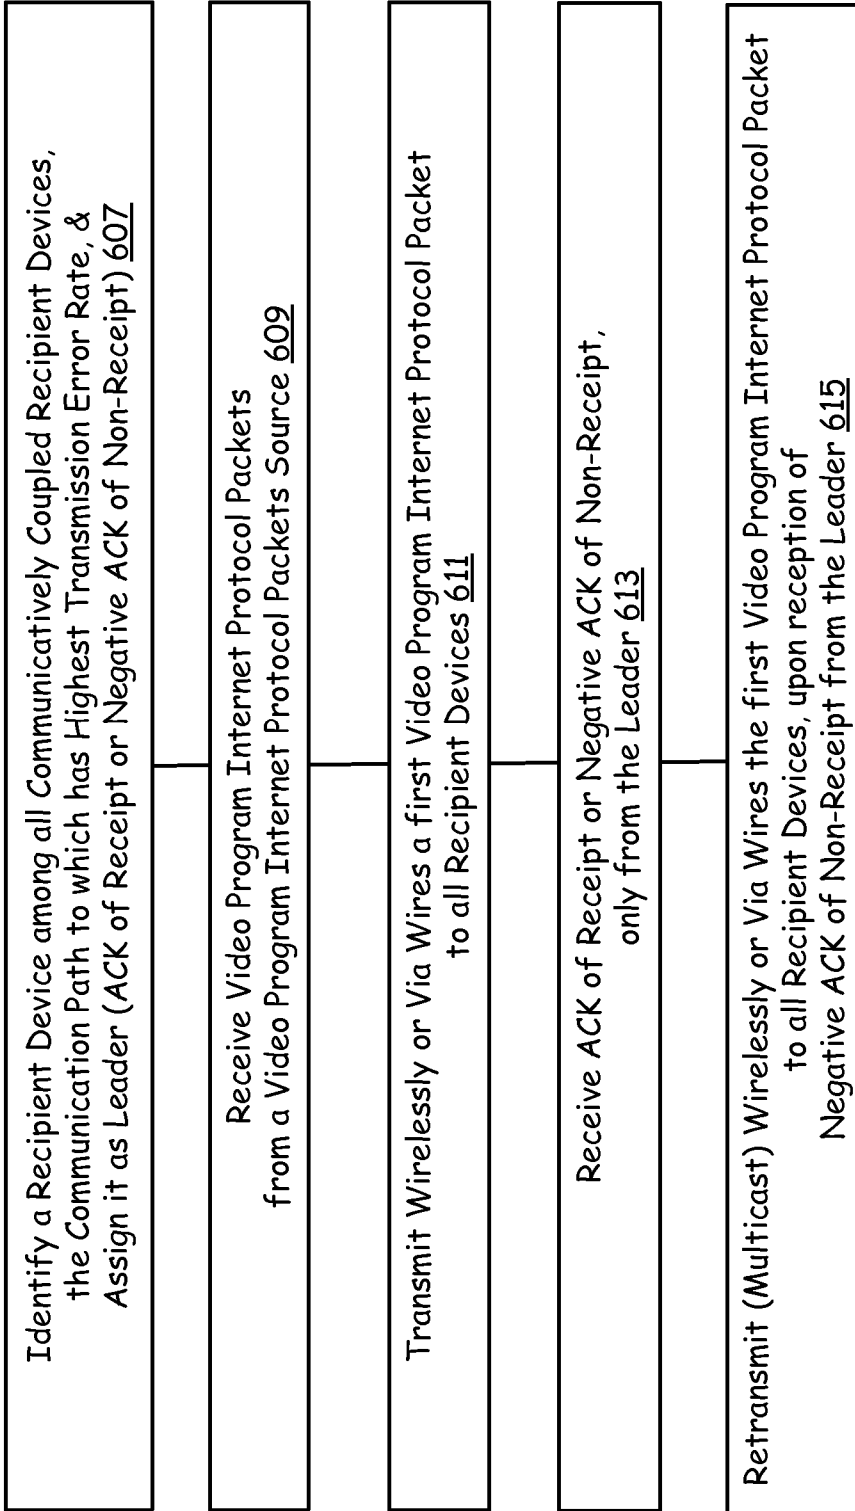 Identify a Recipient Device among all Communicatively Coupled Recipient Devices,
the Communication Path to which has Highest Transmission Error Rate, &
Assign it as Leader (ACK of Receipt or Negative ACK of Non-Receipt) 607
Receive Video Program Internet Protocol Packets
from a Video Program Internet Protocol Packets Source 609
Transmit Wirelessly or Via Wires a first Video Program Internet Protocol Packet
to all Recipient Devices 611
Receive ACK of Receipt or Negative ACK of Non-Receipt,
only from the Leader 613
Retransmit (Multicast) Wirelessly or Via Wires the first Video Program Internet Protocol Packet
to all Recipient Devices, upon reception of
Negative ACK of Non-Receipt from the Leader 615